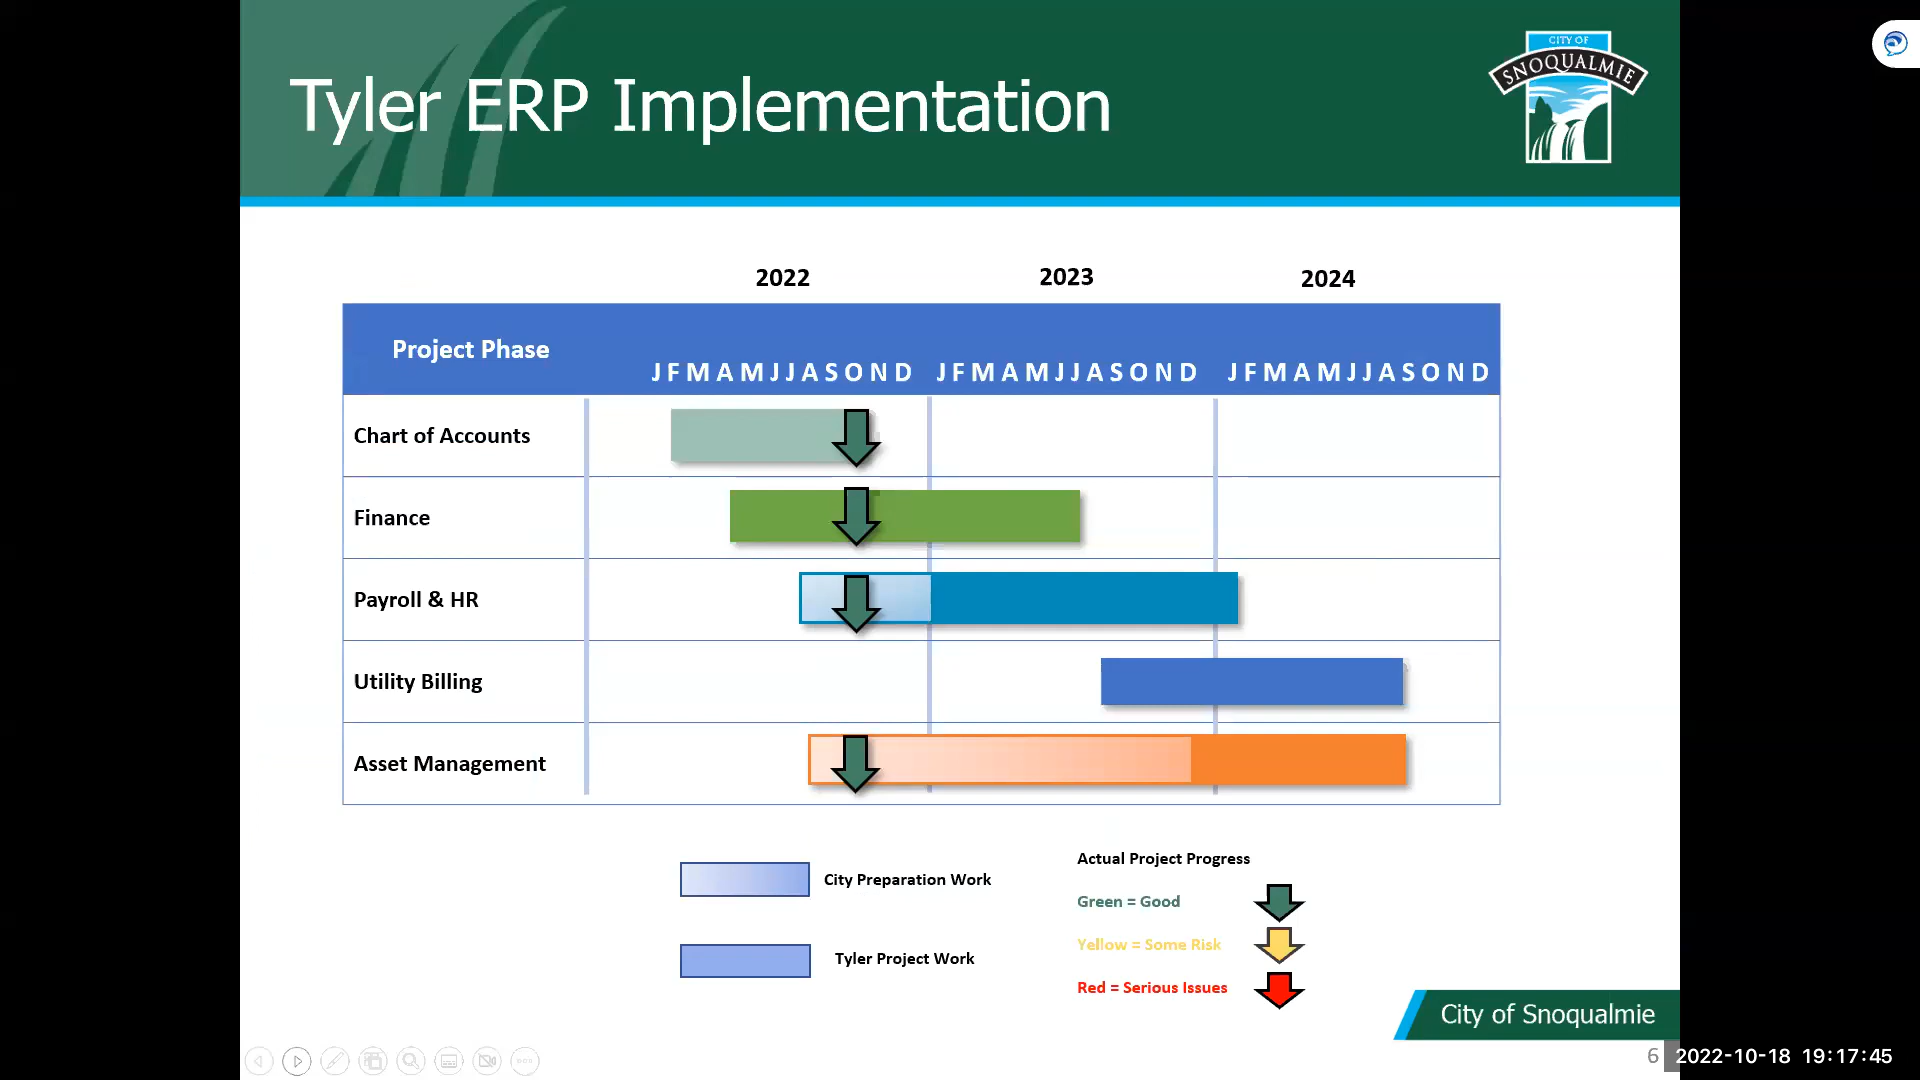 Tyler ERP Implementation
CITY OF
SNOQUALMIE
2022 2023 2024
Project Phase
J F M A M J J A S O N D J F M A M J J A S O N D J F M A M J J A S O N D
Chart of Accounts
Finance
Payroll & HR
Utility Billing
Asset Management
City Preparation Work
Tyler Project Work
Actual Project Progress
Green = Good
Yellow = Some Risk
Red = Serious Issues
City of Snoqualmie
6
2022-10-18 19:17:45